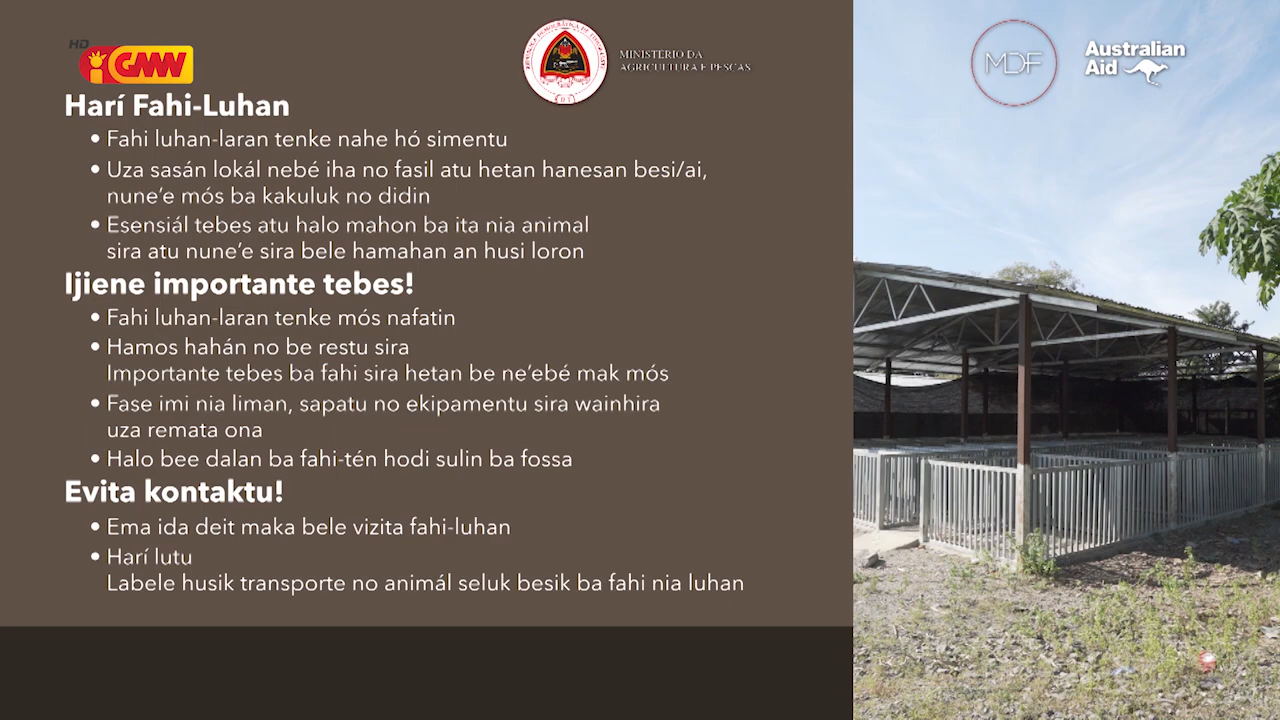 HD
GMN
MINISTÉRIO DA
AGRICULTURA E PESCAS
MDF
Australian
Aid
Harí Fahi-Luhan
• Fahi luhan-laran tenke nahe hó simentu
• Uza sasán lokál nebé iha no fasil atu hetan hanesan besi/ai,
nune’e mós ba kakuluk no didin
• Esensiál tebes atu halo mahon ba ita nia animal
sira atu nune’e sira bele hamahan an husi loron
Ijiene importante tebes!
• Fahi luhan-laran tenke mós nafatin
• Hamos hahán no be restu sira
Importante tebes ba fahi sira hetan be ne’ebé mak mós
• Fase imi nia liman, sapatu no ekipamentu sira wainhira
uza remata ona
• Halo bee dalan ba fahi-tén hodi sulin ba fossa
Evita kontaktu!
• Ema ida deit maka bele vizita fahi-luhan
• Harí lutu
Labele husik transporte no animál seluk besik ba fahi nia luhan